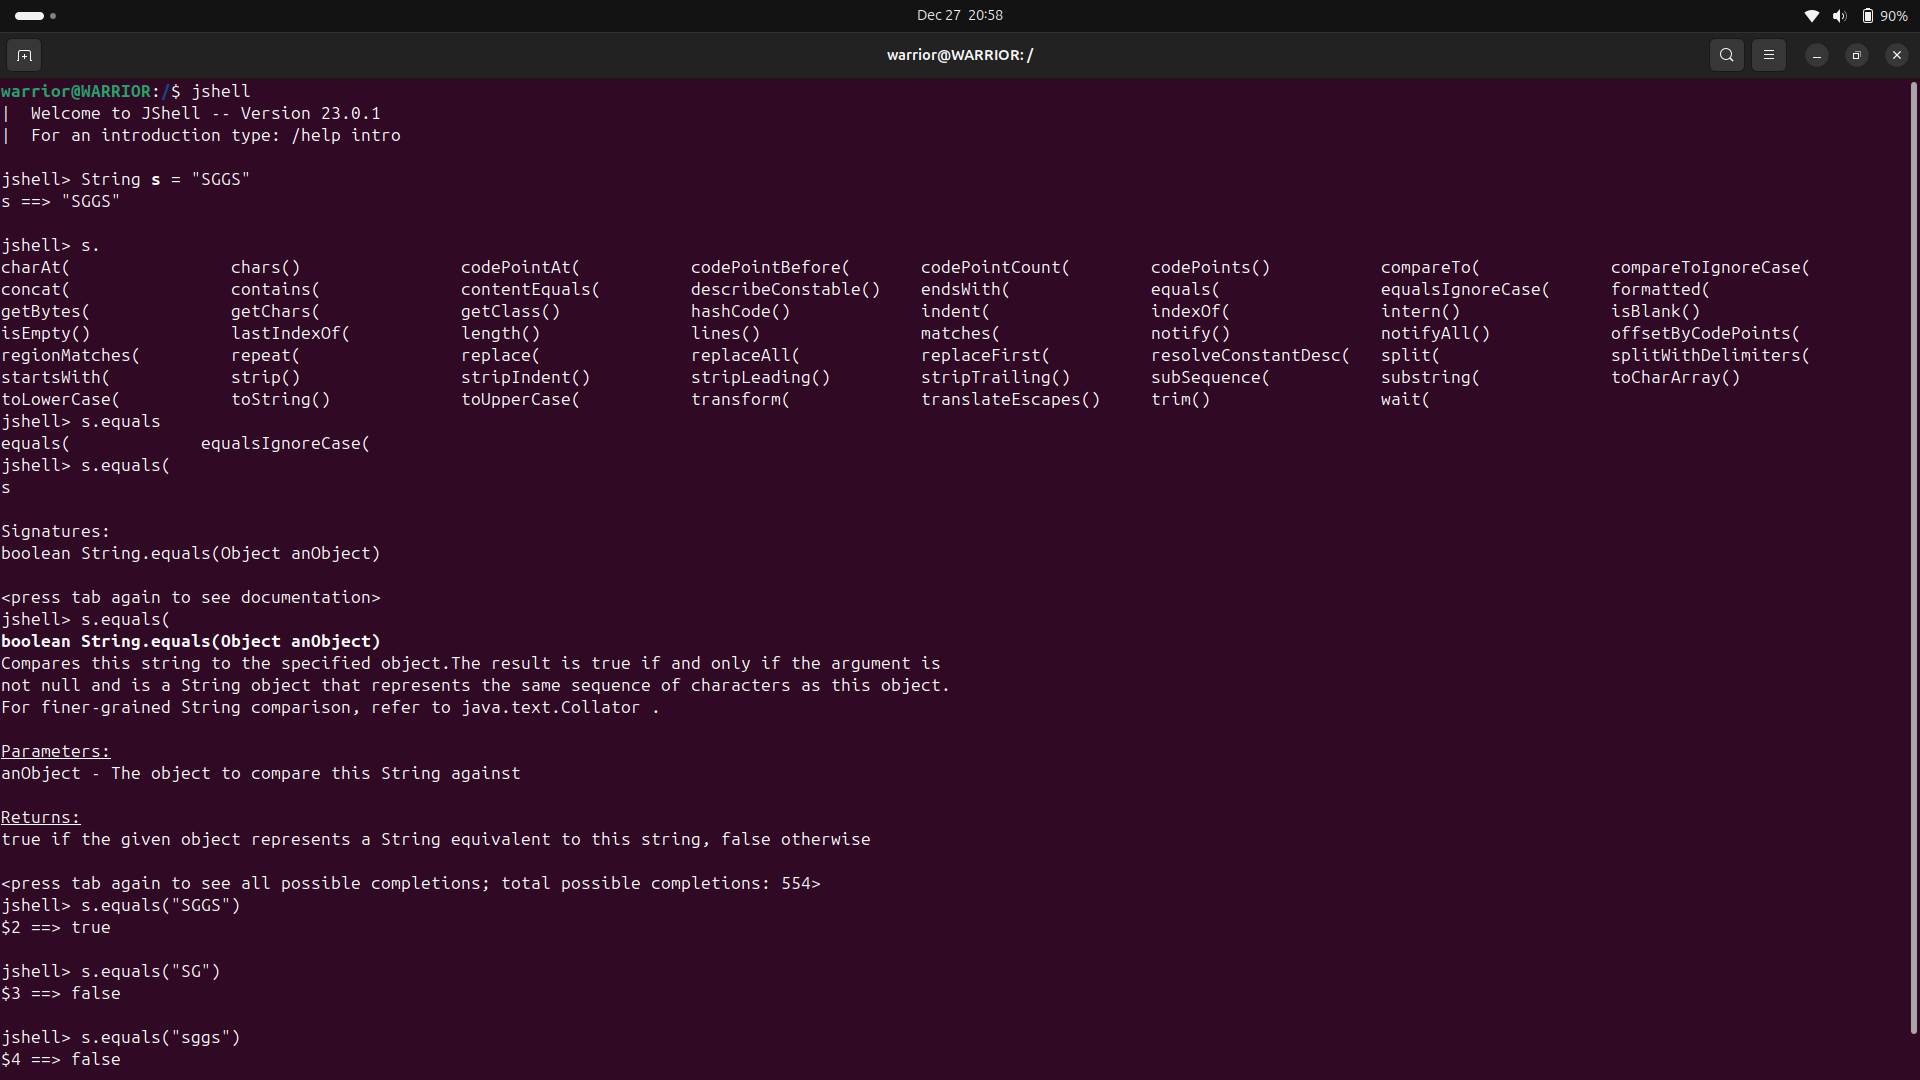 Dec 27 20:58
90%
warrior@WARRIOR: /
warrior@WARRIOR:/$ jshell
| Welcome to JShell -- Version 23.0.1
| For an introduction type: /help intro
jshell> String s = "SGGS"
s ==> "SGGS"
jshell> s.
charAt( chars() codePointAt( codePointBefore( codePointCount( codePoints() compareTo( compareToIgnoreCase(
concat( contains( contentEquals( describeConstable() endsWith( equals( equalsIgnoreCase( formatted(
getBytes( getChars( getClass() hashCode() indent( indexOf( intern() isBlank()
isEmpty() lastIndexOf( length() lines() matches( notify() notifyAll() offsetByCodePoints(
regionMatches( repeat( replace( replaceAll( replaceFirst( resolveConstantDesc( split( splitWithDelimiters(
startsWith( strip() stripIndent() stripLeading() stripTrailing() subSequence( substring( toCharArray()
toLowerCase( toString() toUpperCase( transform( translateEscapes() trim() wait(
jshell> s.equals
equals( equalsIgnoreCase(
jshell> s.equals(
s
Signatures:
boolean String.equals(Object anObject)
<press tab again to see documentation>
jshell> s.equals(
boolean String.equals(Object anObject)
Compares this string to the specified object.The result is true if and only if the argument is
not null and is a String object that represents the same sequence of characters as this object.
For finer-grained String comparison, refer to java.text.Collator .
Parameters:
anObject - The object to compare this String against
Returns:
true if the given object represents a String equivalent to this string, false otherwise
<press tab again to see all possible completions; total possible completions: 554>
jshell> s.equals("SGGS")
$2 ==> true
jshell> s.equals("SG")
$3 ==> false
jshell> s.equals("sggs")
$4 ==> false